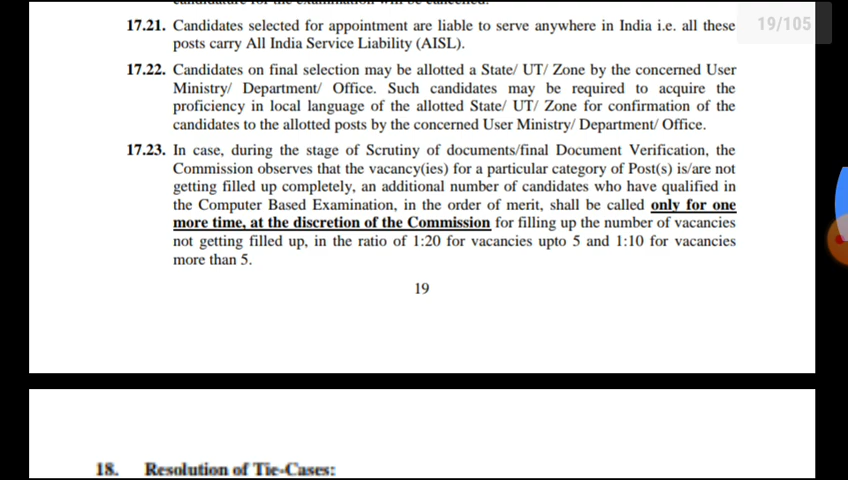 19/105
17.21. Candidates selected for appointment are liable to serve anywhere in India i.e. all these
posts carry All India Service Liability (AISL).
17.22. Candidates on final selection may be allotted a State/ UT/ Zone by the concerned User
Ministry/ Department/ Office. Such candidates may be required to acquire the
proficiency in local language of the allotted State/ UT/ Zone for confirmation of the
candidates to the allotted posts by the concerned User Ministry/ Department/ Office.
17.23. In case, during the stage of Scrutiny of documents/final Document Verification, the
Commission observes that the vacancy(ies) for a particular category of Post(s) is/are not
getting filled up completely, an additional number of candidates who have qualified in
the Computer Based Examination, in the order of merit, shall be called only for one
more time, at the discretion of the Commission for filling up the number of vacancies
not getting filled up, in the ratio of 1:20 for vacancies upto 5 and 1:10 for vacancies
more than 5.
19
18. Resolution of Tie-Cases: